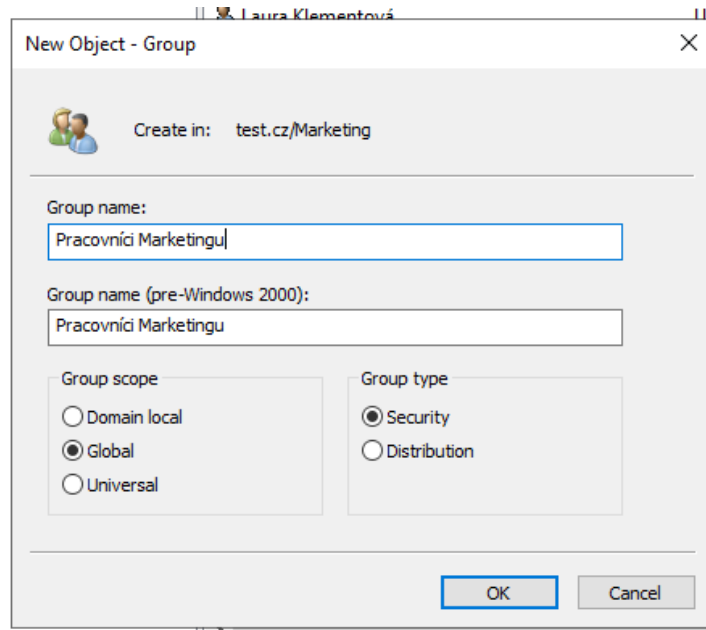 Laura Klementová
New Object - Group
Create in: test.cz/Marketing
Group name:
Pracovníci Marketingu
Group name (pre-Windows 2000):
Pracovníci Marketingu
Group scope
Domain local
Global
Universal
Group type
Security
Distribution
OK
Cancel